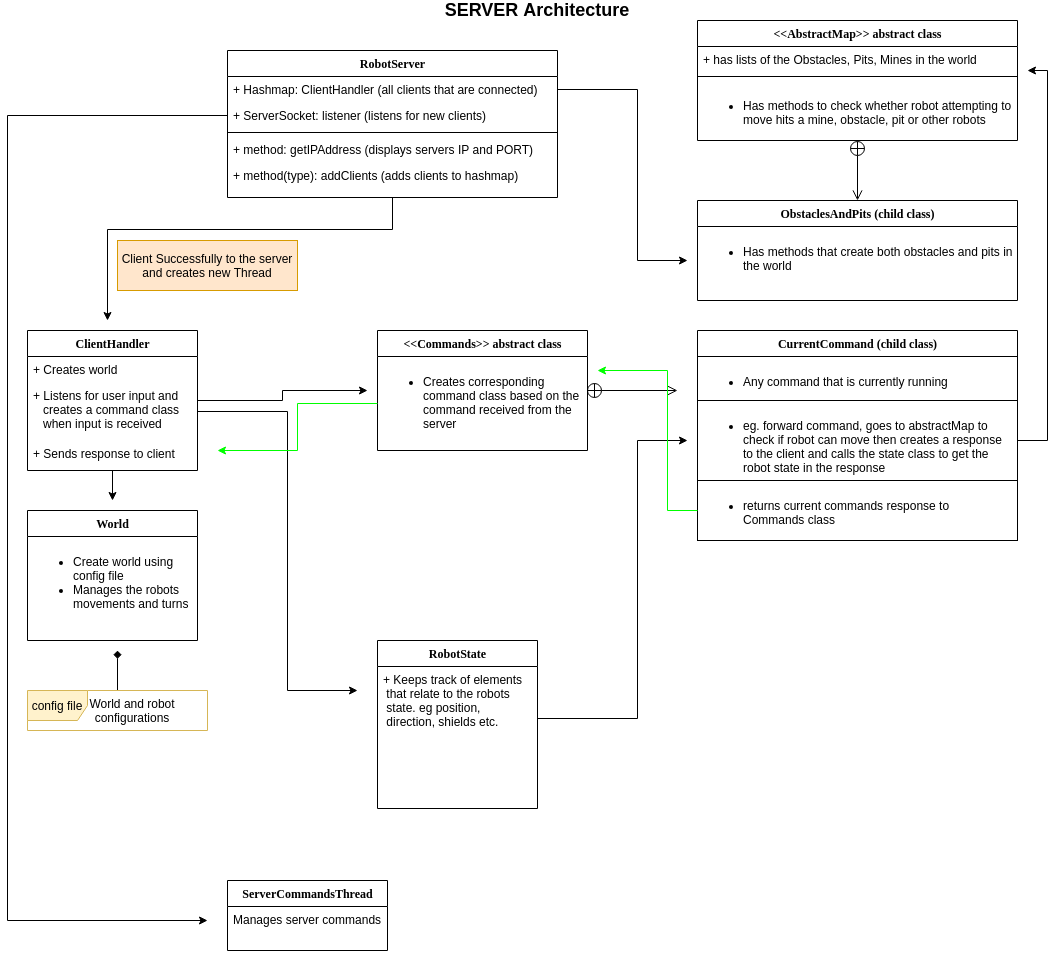 SERVER Architecture
RobotServer
+ Hashmap: ClientHandler (all clients that are connected)
+ ServerSocket: listener (listens for new clients)
+ method: getIPAddress (displays servers IP and PORT)
+ method(type): addClients (adds clients to hashmap)
<<AbstractMap>> abstract class
+ has lists of the Obstacles, Pits, Mines in the world
• Has methods to check whether robot attempting to
move hits a mine, obstacle, pit or other robots
ObstaclesAndPits (child class)
• Has methods that create both obstacles and pits in
the world
Client Successfully to the server
and creates new Thread
ClientHandler
+ Creates world
+ Listens for user input and
creates a command class
when input is received
+ Sends response to client
<<Commands>> abstract class
• Creates corresponding
command class based on the
command received from the
server
CurrentCommand (child class)
• Any command that is currently running
• eg. forward command, goes to abstractMap to
check if robot can move then creates a response
to the client and calls the state class to get the
robot state in the response
• returns current commands response to
Commands class
World
• Create world using
config file
• Manages the robots
movements and turns
config file
World and robot
configurations
RobotState
+ Keeps track of elements
that relate to the robots
state. eg position,
direction, shields etc.
ServerCommandsThread
Manages server commands